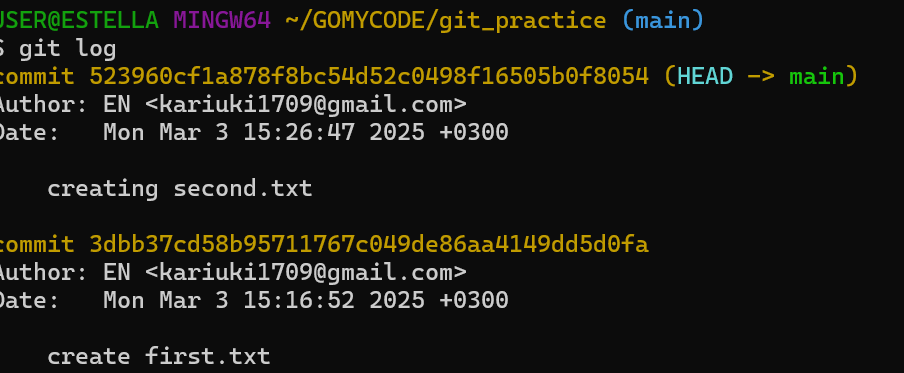 USER@ESTELLA MINGW64 ~/GOMYCODE/git_practice (main)
$ git log
commit 523960cf1a878f8bc54d52c0498f16505b0f8054 (HEAD -> main)
Author: EN <kariuki1709@gmail.com>
Date:   Mon Mar 3 15:26:47 2025 +0300
    creating second.txt
commit 3dbb37cd58b95711767c049de86aa4149dd5d0fa
Author: EN <kariuki1709@gmail.com>
Date:   Mon Mar 3 15:16:52 2025 +0300
    create first.txt